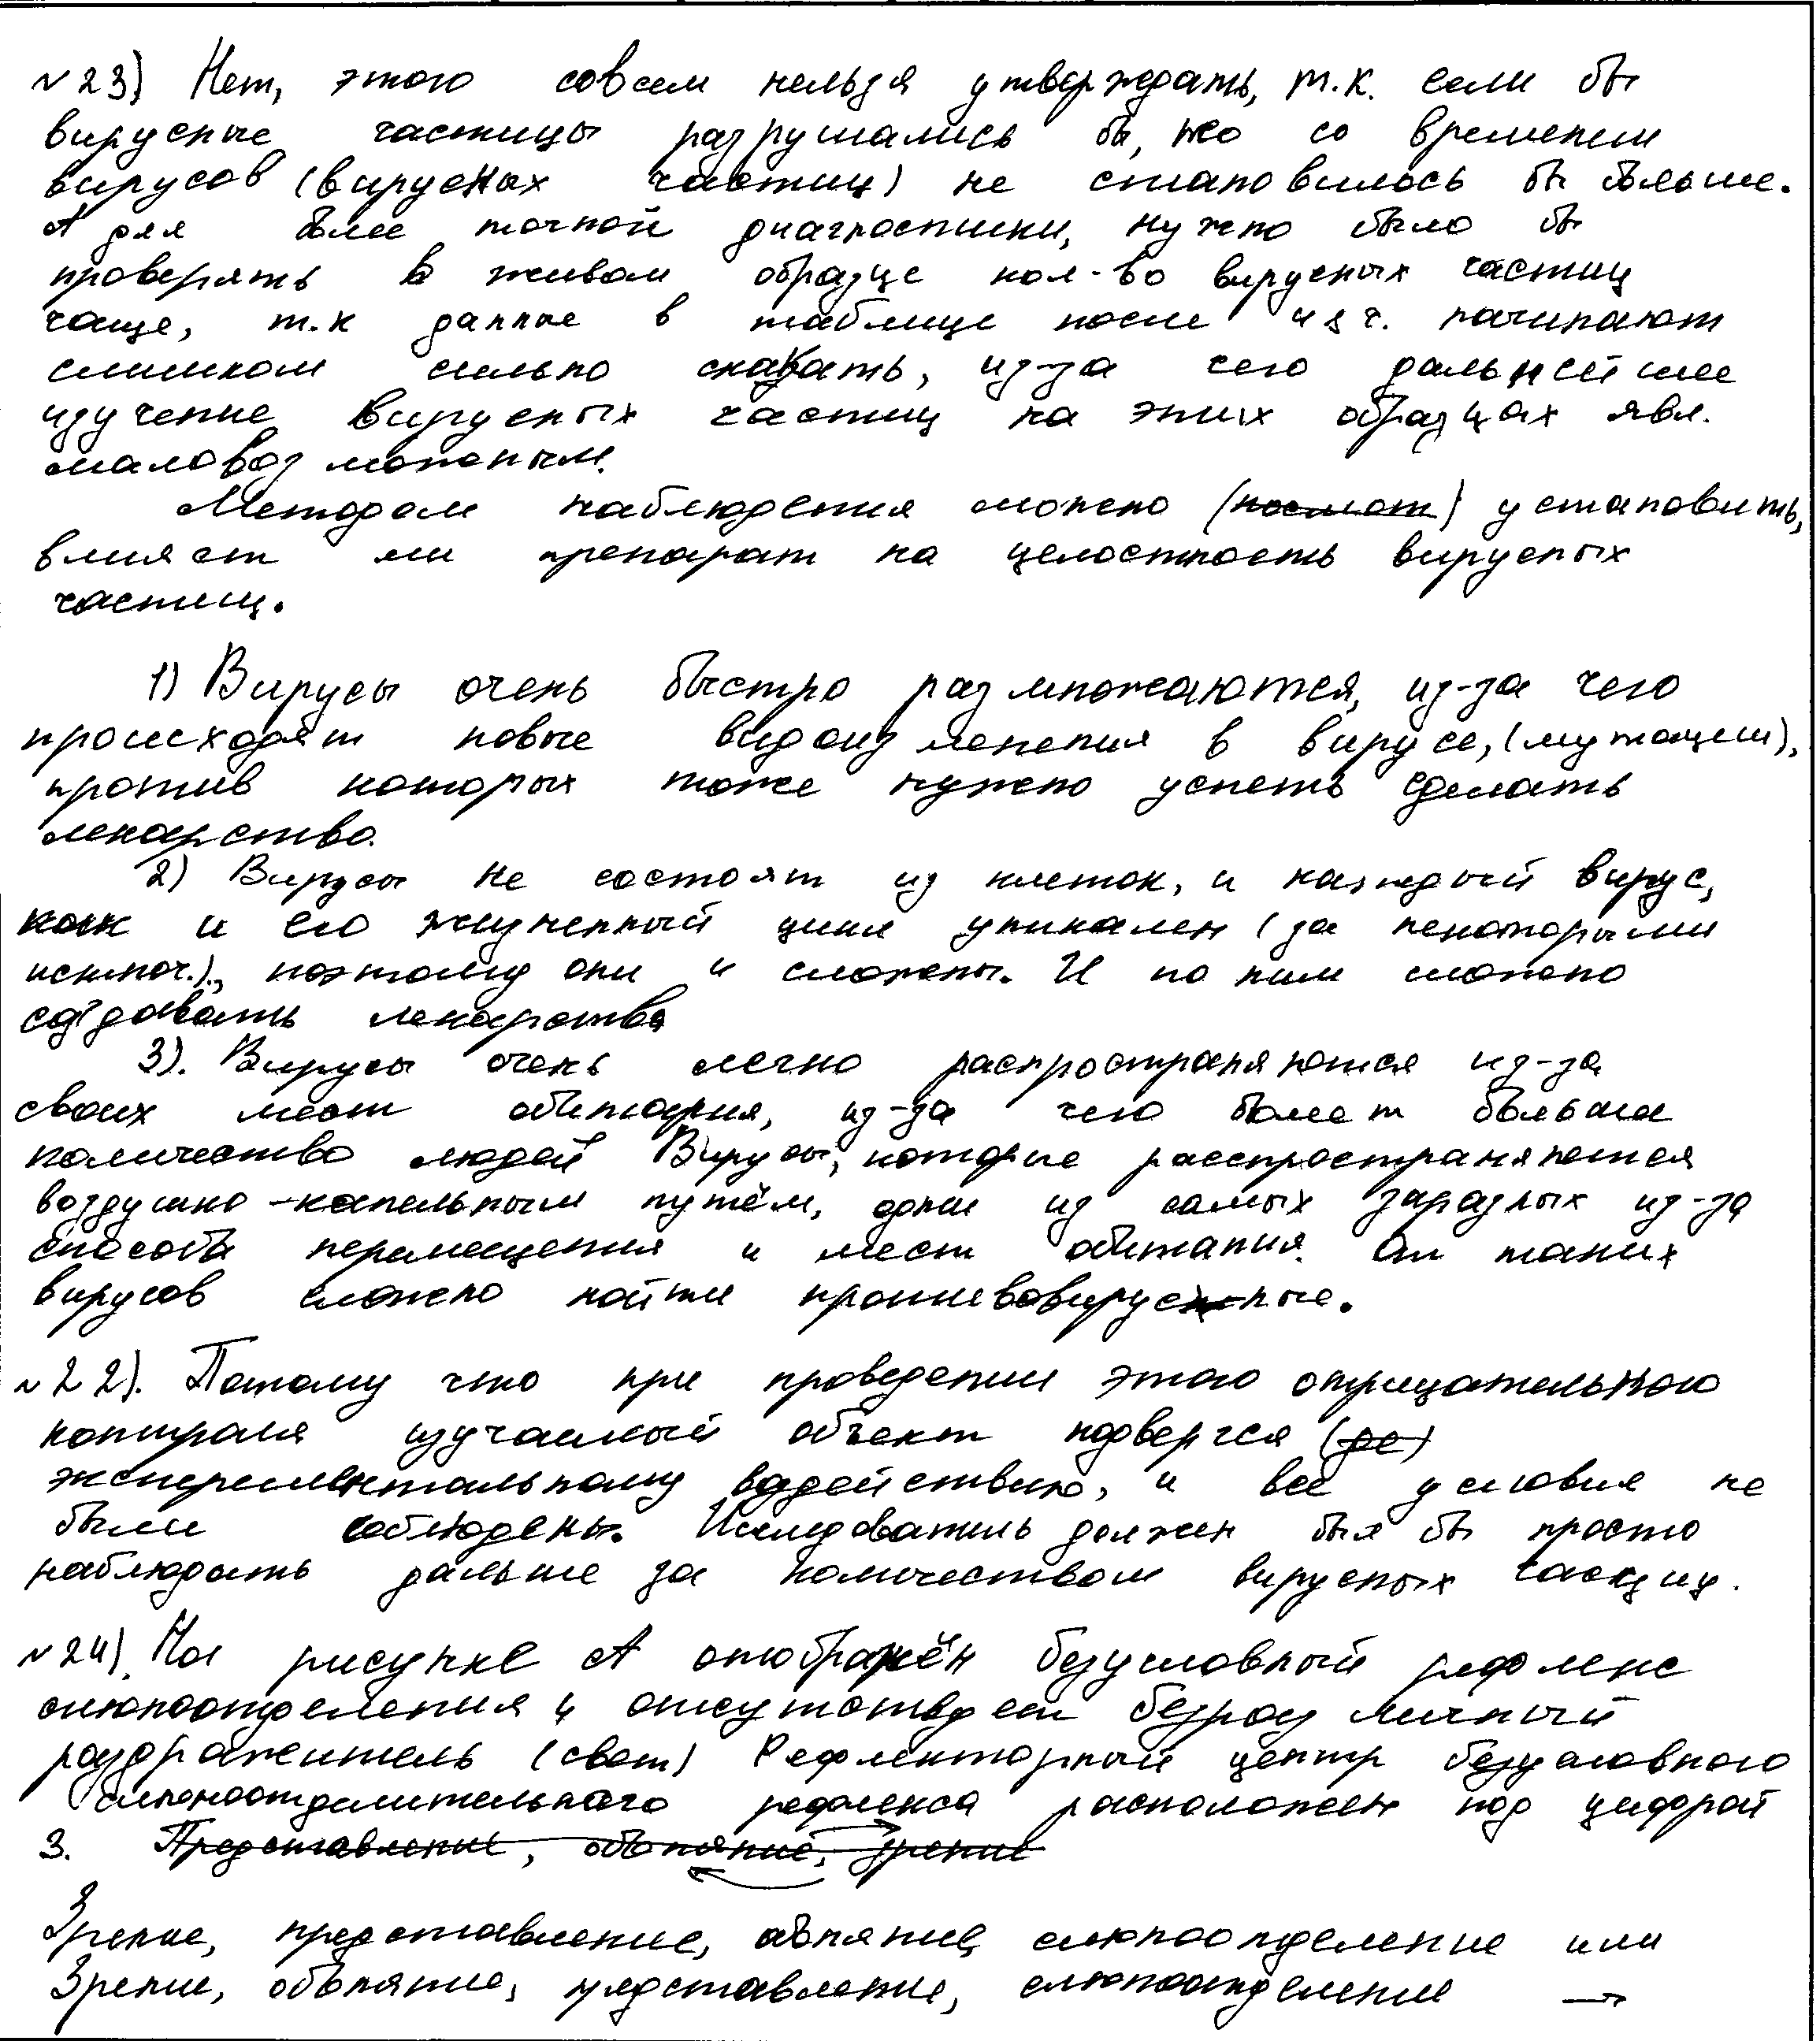 №23) Нет, этого совсем нельзя утверждать, т.к. если бы
вирусные частицы разрушались бы, то со временем
вирусов (вирусных частиц) не становилось бы больше.
А для более точной диагностики, нужно было бы
проверять в живом образце кол-во вирусных частиц
чаще, т.к данные в таблице после 48 ч. начинают
слишком сильно скакать, из-за чего дальнейшее
изучение вирусных частиц на этих образцах явл.
маловозможным.
Методом наблюдения можно (посмот) установить,
влияет ли препарат на целостность вирусных
частиц.
1) Вирусы очень быстро размножаются, из-за чего
происходят новые видоизменения в вирусе, (мутации),
против которых тоже нужно успеть сделать
лекарство.
2) Вирусы не состоят из клеток, и каждый вирус,
как и его жизненный цикл уникален (за некоторыми
исключ.), поэтому они и сложены. И по ним сложно
создавать лекарства
3). Вирусы очень легко распространяются из-за
своих мест обитания, из-за чего болеет большее
количество людей Вирусы, которые расспространяются
воздушно-капельным путём, одни из самых заразных из-за
способа перемещения и мест обитания. От таких
вирусов сложно найти противовирусные.
№22). Потому что при проведении этого отрицательного
контроля изучаемый объект подвергся (ре)
эксперементальному воздействию, и все условия не
были соблюдены. Исследователь должен был бы просто
наблюдать дальше за количеством вирусных частиц.
№24). На рисунке А отображён безусловный рефлекс
слюноотделения и отсутствует безразличный
раздражитель (свет) Рефлекторный центр безусловного
слюноотделительного рефлекса расположен под цифрой
3. Представление, обоняние, зрение
Зрение, представление, обоняние, слюноотделение или
Зрение, обоняние, представление, слюноотделение →